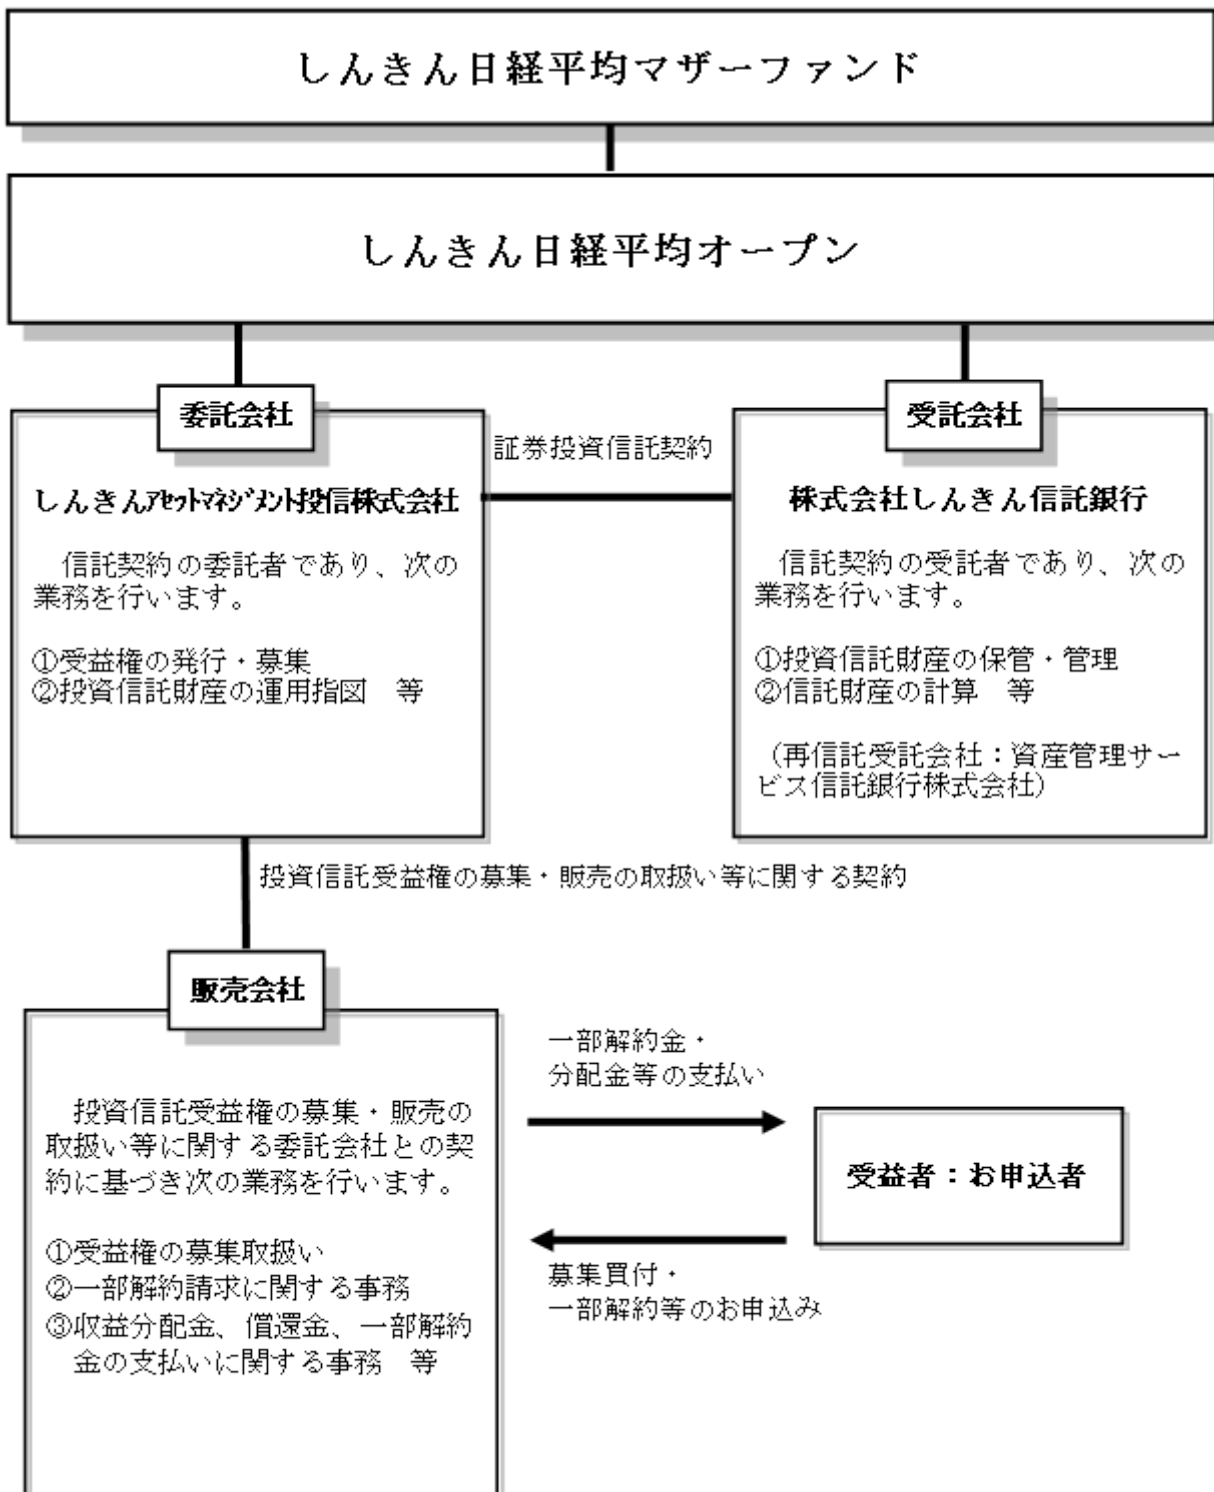 しんきん日経平均マザーファンド
しんきん日経平均オープン
委託会社
しんきんｱｾｯﾄﾏﾈｼﾞﾒﾝﾄ投信株式会社
信託契約の委託者であり、次の
業務を行います。
①受益権の発行・募集
②投資信託財産の運用指図　等
証券投資信託契約
受託会社
株式会社しんきん信託銀行
信託契約の受託者であり、次の
業務を行います。
①投資信託財産の保管・管理
②信託財産の計算　等
（再信託受託会社：資産管理サー
ビス信託銀行株式会社）
投資信託受益権の募集・販売の取扱い等に関する契約
販売会社
投資信託受益権の募集・販売の
取扱い等に関する委託会社との契
約に基づき次の業務を行います。
①受益権の募集取扱い
②一部解約請求に関する事務
③収益分配金、償還金、一部解約
金の支払いに関する事務　等
一部解約金・
分配金等の支払い
受益者：お申込者
募集買付・
一部解約等のお申込み